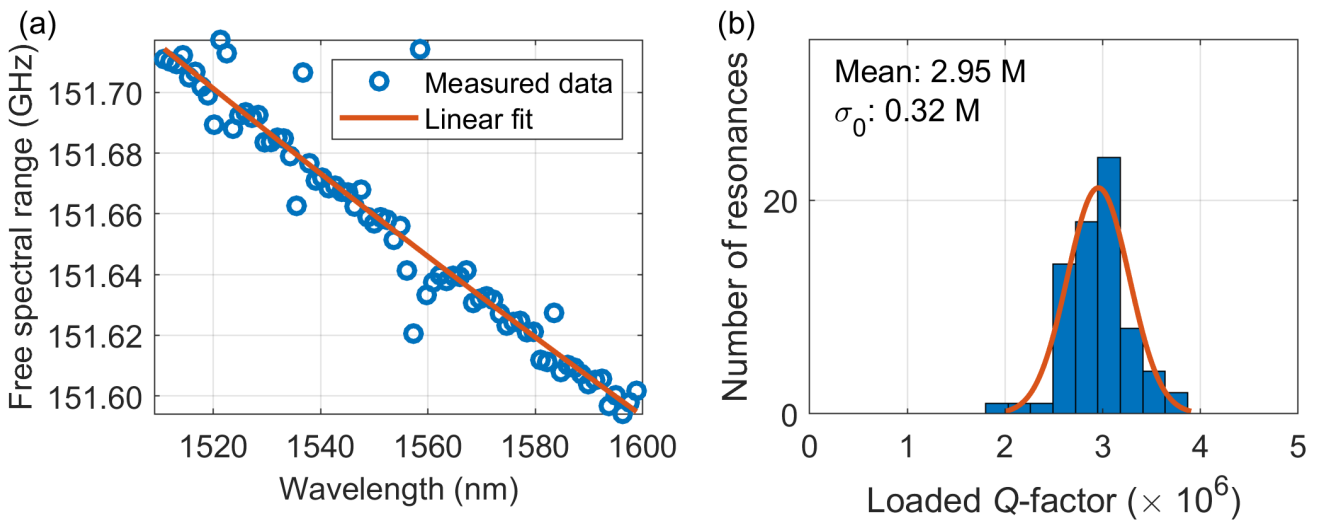 (a)
Free spectral range (GHz)
151.70
151.68
151.66
151.64
151.62
151.60
Measured data
Linear fit
1520 1540 1560 1580 1600
Wavelength (nm)
(b)
Number of resonances
Mean: 2.95 M
σ₀: 0.32 M
20
0
0 1 2 3 4 5
Loaded Q-factor (× 10⁶)